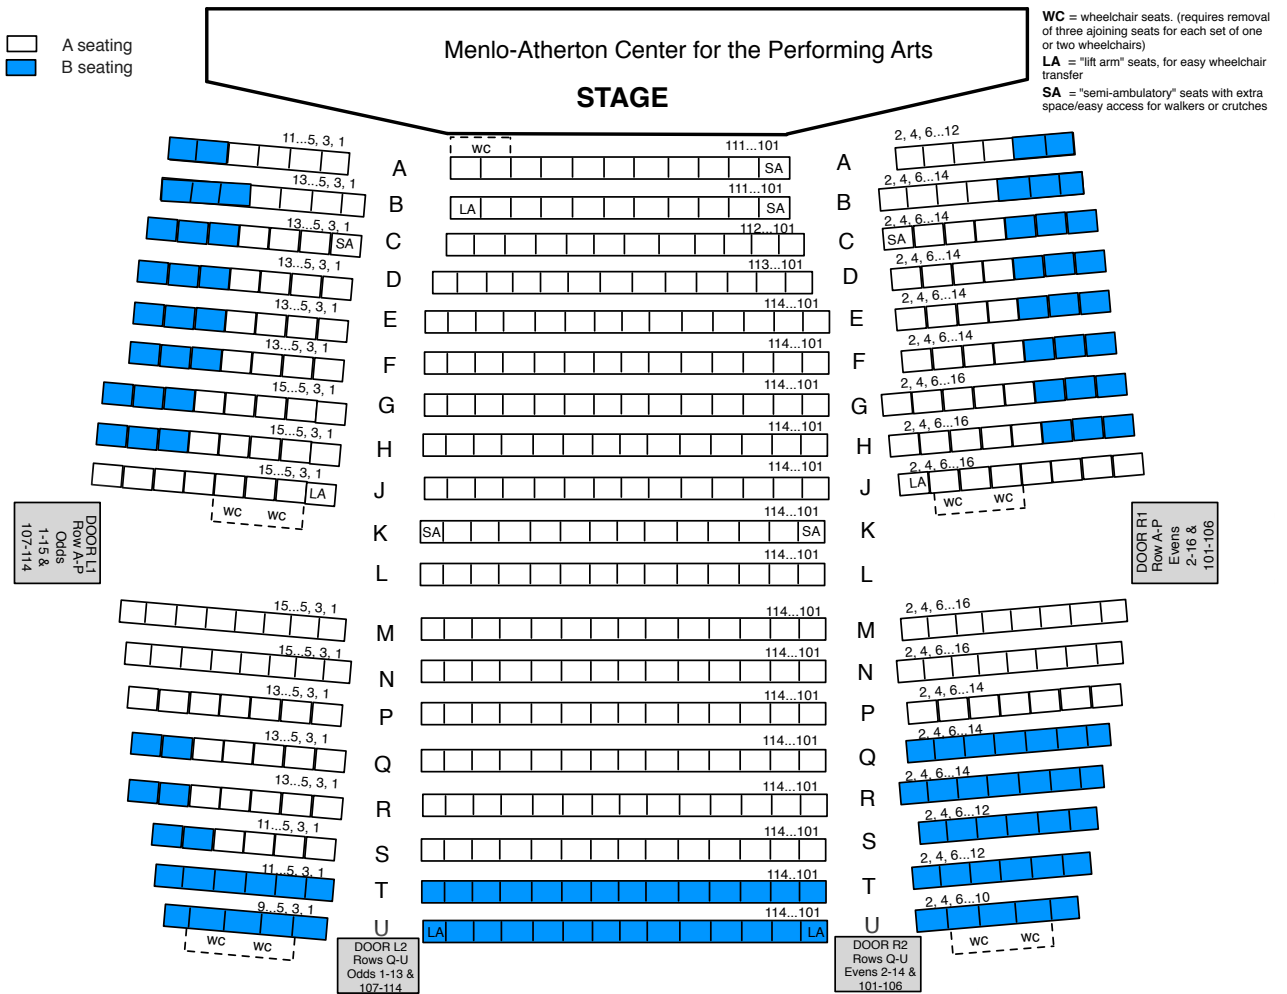 A seating
B seating
Menlo-Atherton Center for the Performing Arts
STAGE
WC = wheelchair seats. (requires removal
of three ajoining seats for each set of one
or two wheelchairs)
LA = "lift arm" seats, for easy wheelchair
transfer
SA = "semi-ambulatory" seats with extra
space/easy access for walkers or crutches
11...5, 3, 1
A
WC
111...101
SA
A
2, 4, 6...12
13...5, 3, 1
B
LA
111...101
SA
B
2, 4, 6...14
13...5, 3, 1
SA
C
112...101
C
2, 4, 6...14
SA
13...5, 3, 1
D
113...101
D
2, 4, 6...14
13...5, 3, 1
E
114...101
E
2, 4, 6...14
13...5, 3, 1
F
114...101
F
2, 4, 6...14
15...5, 3, 1
G
114...101
G
2, 4, 6...16
15...5, 3, 1
H
114...101
H
2, 4, 6...16
15...5, 3, 1
LA
WC WC
J
114...101
J
2, 4, 6...16
LA
WC WC
K
SA
114...101
SA
K
L
114...101
L
DOOR L1
Row A-P
Odds
1-15 &
107-114
DOOR R1
Row A-P
Evens
2-16 &
101-106
15...5, 3, 1
M
114...101
M
2, 4, 6...16
15...5, 3, 1
N
114...101
N
2, 4, 6...16
13...5, 3, 1
P
114...101
P
2, 4, 6...14
13...5, 3, 1
Q
114...101
Q
2, 4, 6...14
13...5, 3, 1
R
114...101
R
2, 4, 6...14
11...5, 3, 1
S
114...101
S
2, 4, 6...12
11...5, 3, 1
T
114...101
T
2, 4, 6...12
9...5, 3, 1
WC WC
U
LA
114...101
LA
U
2, 4, 6...10
WC WC
DOOR L2
Rows Q-U
Odds 1-13 &
107-114
DOOR R2
Rows Q-U
Evens 2-14 &
101-106